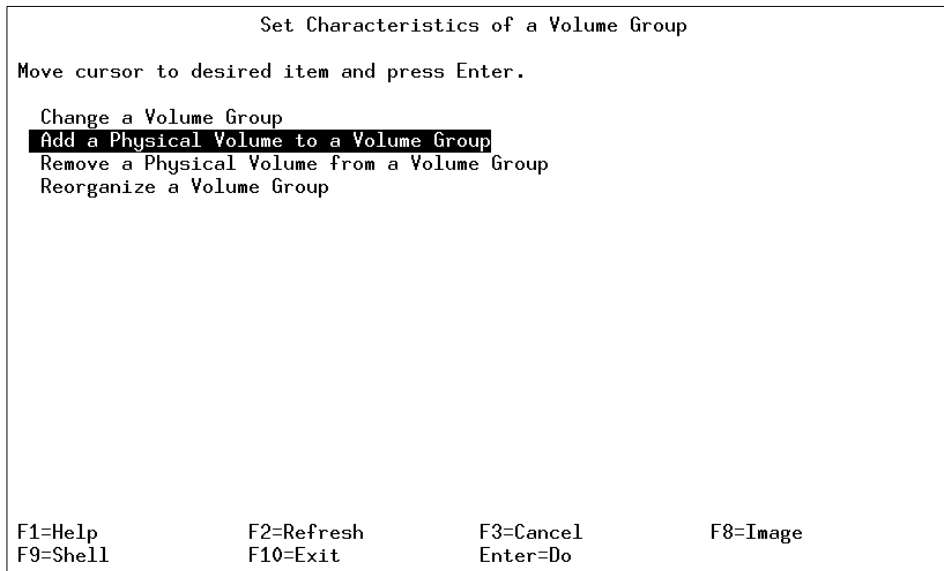 Set Characteristics of a Volume Group
Move cursor to desired item and press Enter.
Change a Volume Group
Add a Physical Volume to a Volume Group
Remove a Physical Volume from a Volume Group
Reorganize a Volume Group
F1=Help F2=Refresh F3=Cancel F8=Image
F9=Shell F10=Exit Enter=Do